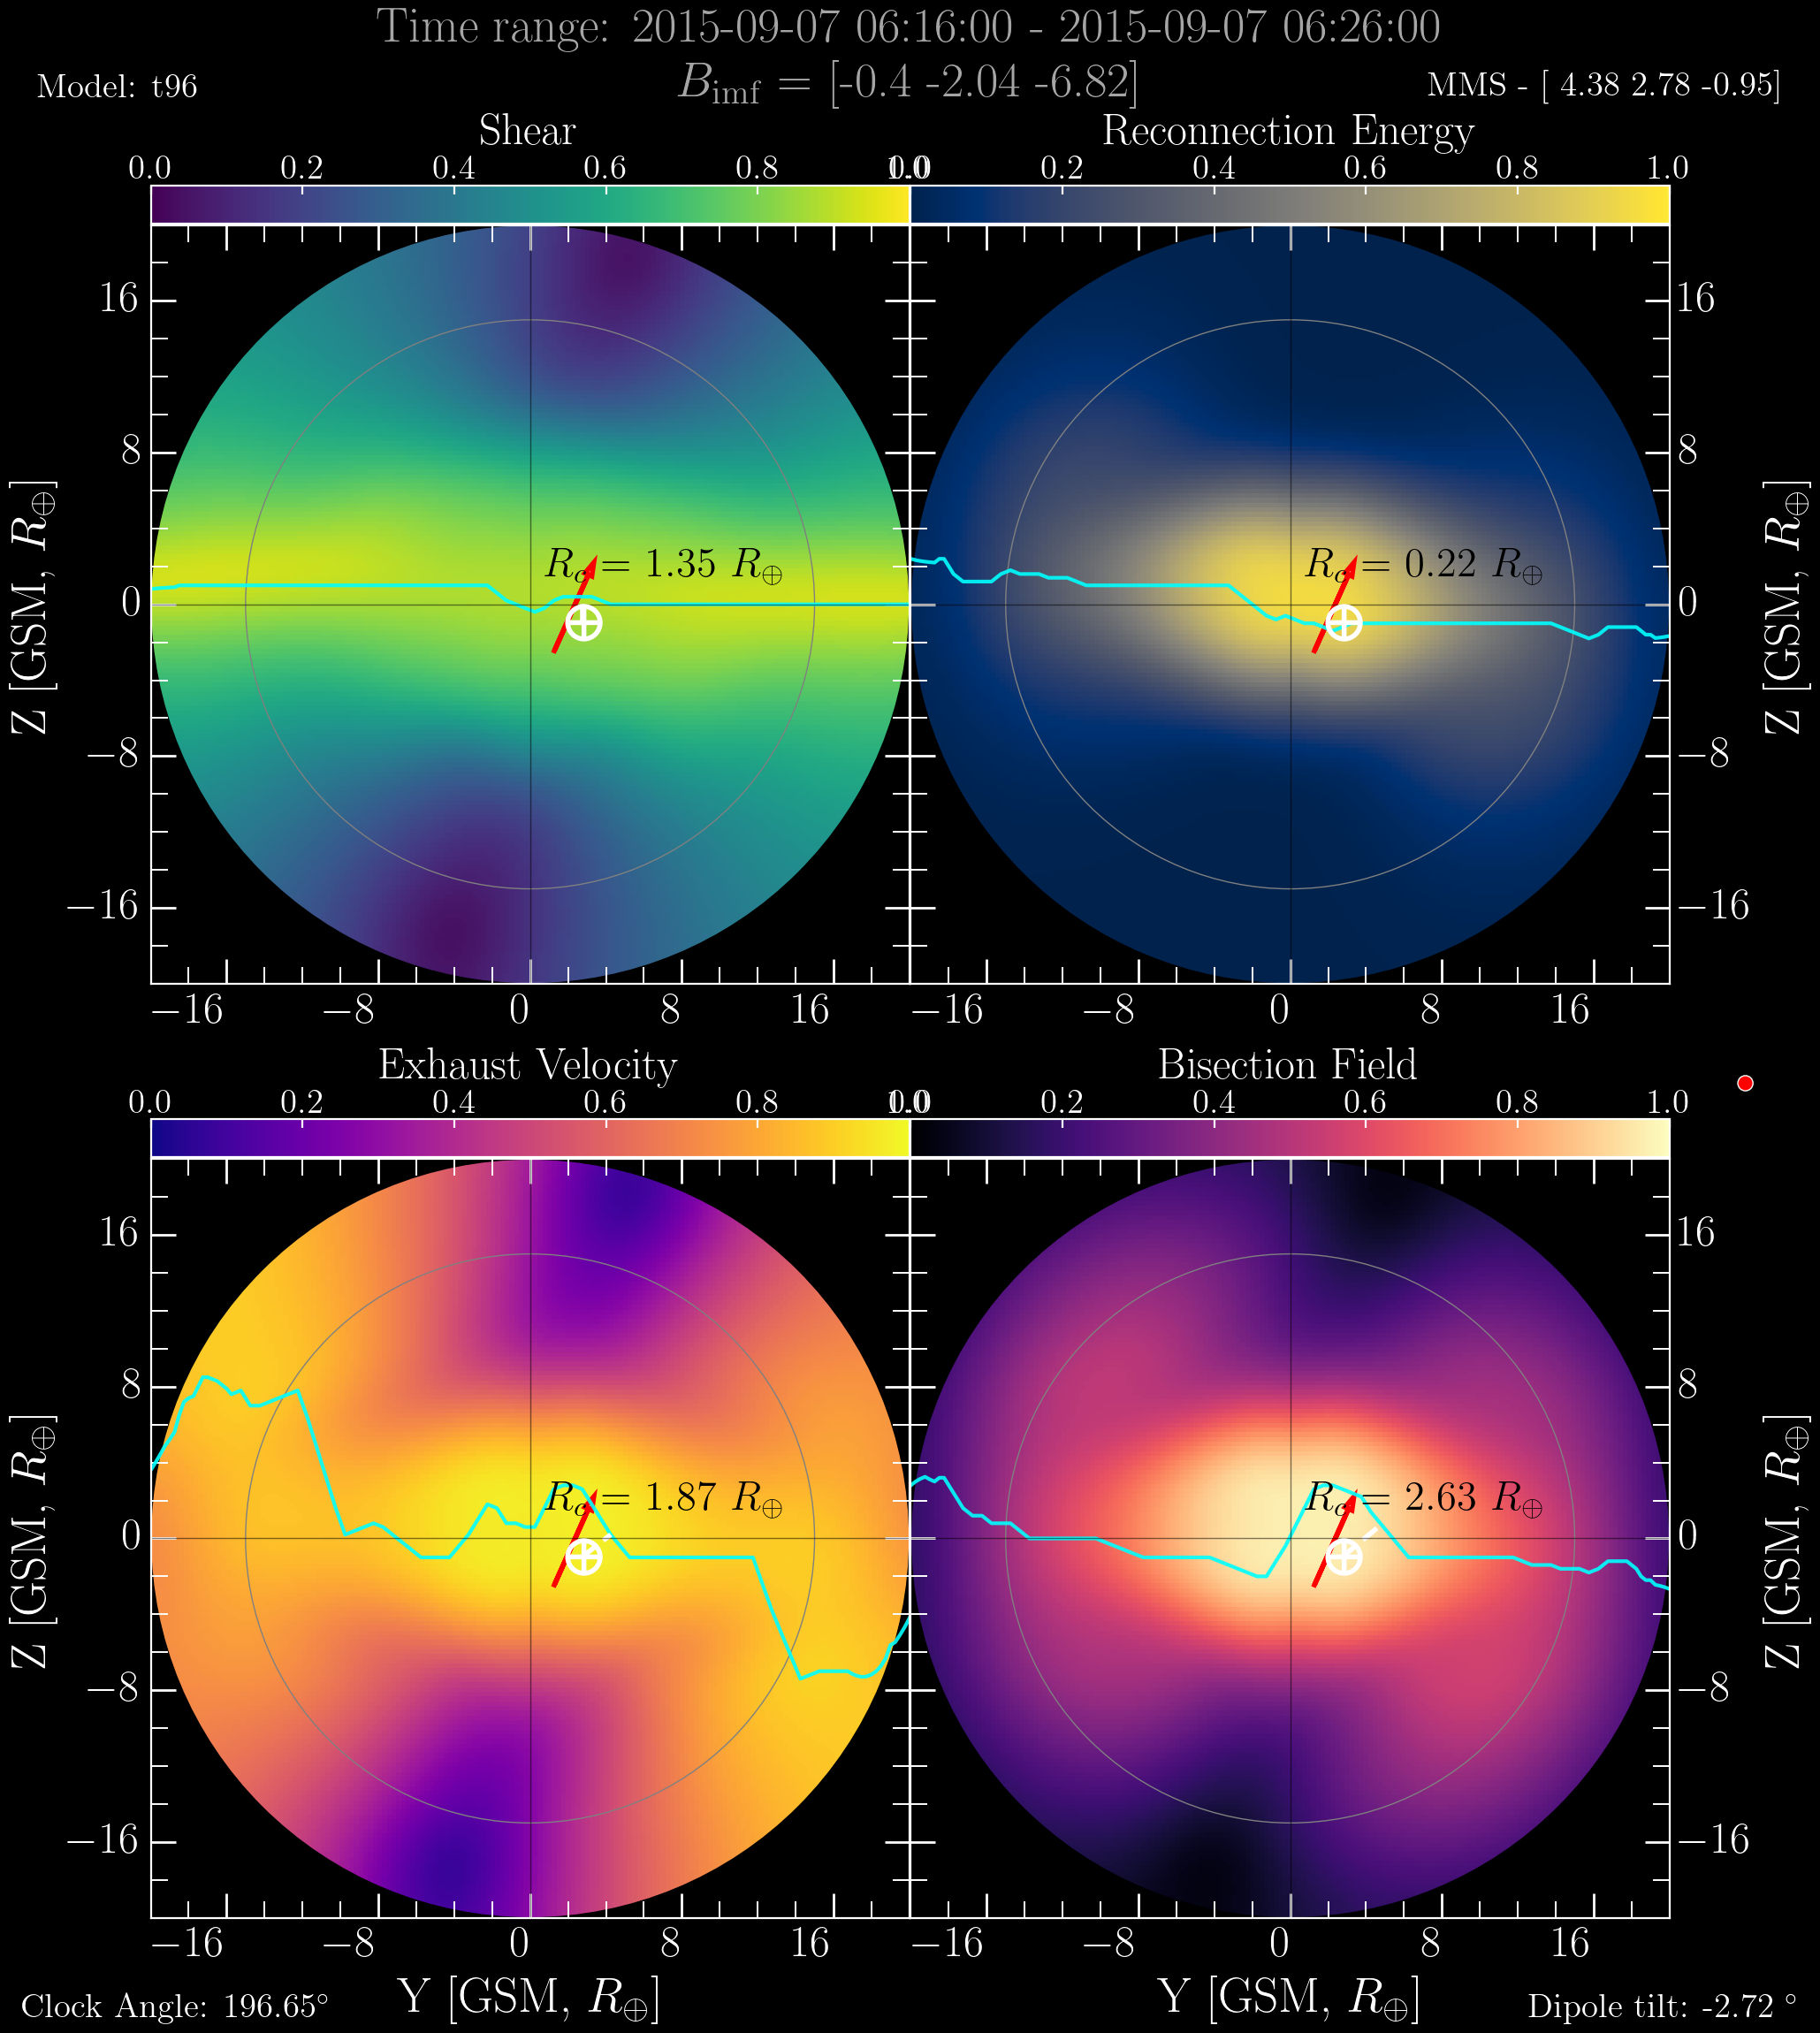 Time range: 2015-09-07 06:16:00 - 2015-09-07 06:26:00
Model: t96
B_imf = [-0.4 -2.04 -6.82]
MMS - [ 4.38 2.78 -0.95]
Shear
Reconnection Energy
0.0 0.2 0.4 0.6 0.8 1.0
0.0 0.2 0.4 0.6 0.8 1.0
16
8
0
−8
−16
Z [GSM, R⊕]
R_c = 1.35 R⊕
R_c = 0.22 R⊕
16
8
0
−8
−16
Z [GSM, R⊕]
−16 −8 0 8 16
−16 −8 0 8 16
Exhaust Velocity
Bisection Field
0.0 0.2 0.4 0.6 0.8 1.0
0.0 0.2 0.4 0.6 0.8 1.0
16
8
0
−8
−16
Z [GSM, R⊕]
R_c = 1.87 R⊕
R_c = 2.63 R⊕
16
8
0
−8
−16
Z [GSM, R⊕]
−16 −8 0 8 16
−16 −8 0 8 16
Y [GSM, R⊕]
Y [GSM, R⊕]
Clock Angle: 196.65°
Dipole tilt: -2.72 °